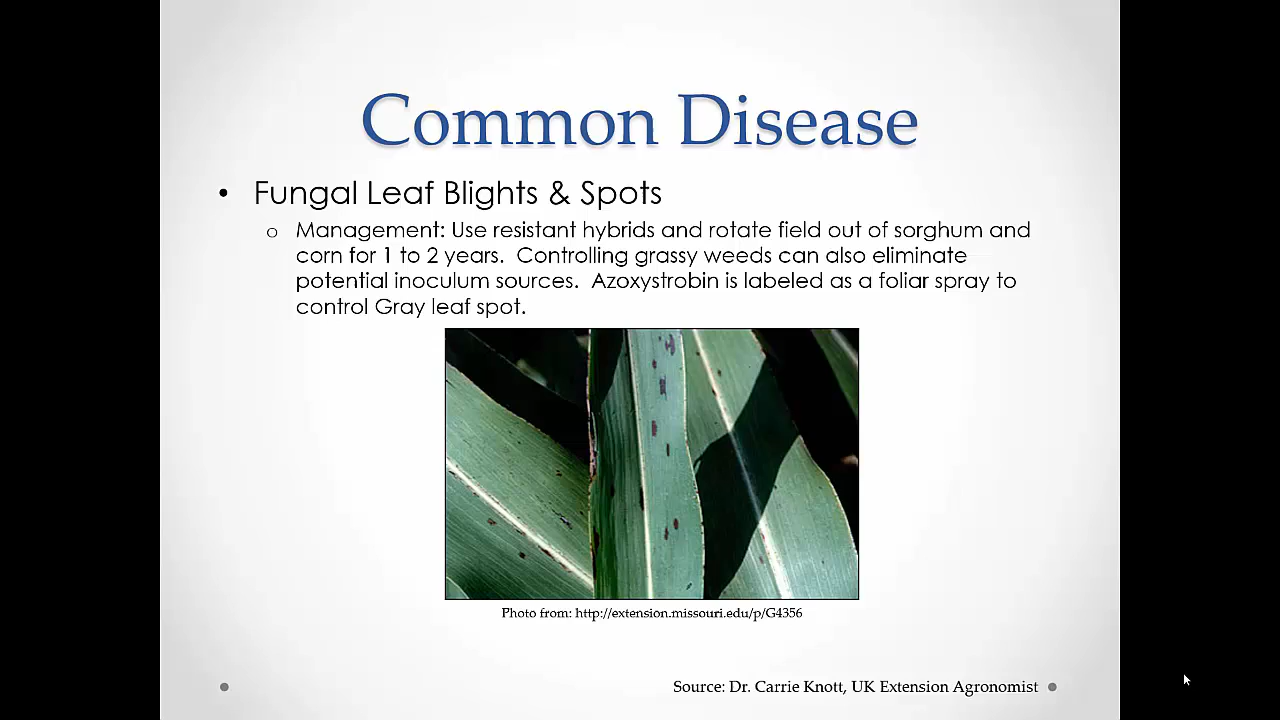 Common Disease
• Fungal Leaf Blights & Spots
o Management: Use resistant hybrids and rotate field out of sorghum and
corn for 1 to 2 years.  Controlling grassy weeds can also eliminate
potential inoculum sources.  Azoxystrobin is labeled as a foliar spray to
control Gray leaf spot.
Photo from: http://extension.missouri.edu/p/G4356
Source: Dr. Carrie Knott, UK Extension Agronomist